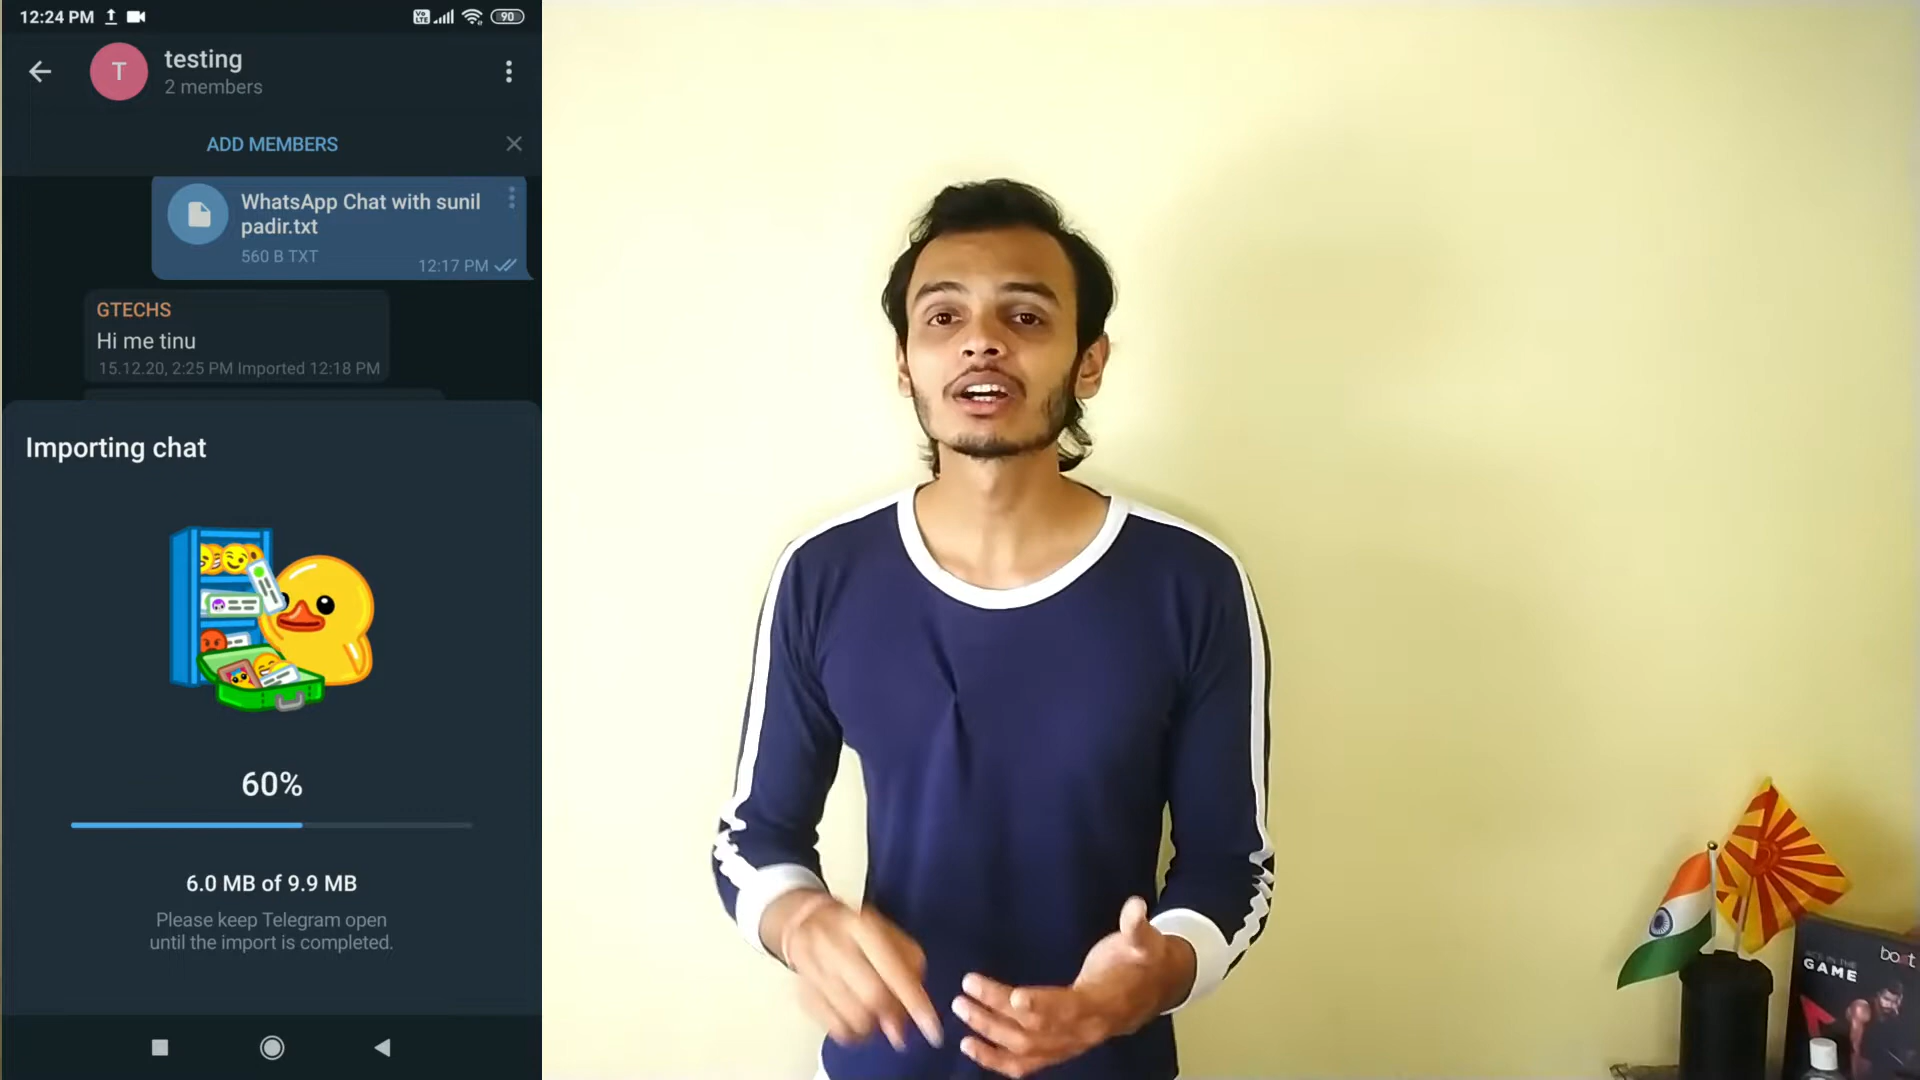 12:24 PM
Vo
LTE
90
T
testing
2 members
ADD MEMBERS
WhatsApp Chat with sunil
padir.txt
560 B TXT
12:17 PM
GTECHS
Hi me tinu
15.12.20, 2:25 PM Imported 12:18 PM
Importing chat
60%
6.0 MB of 9.9 MB
Please keep Telegram open
until the import is completed.
boAt
GAME